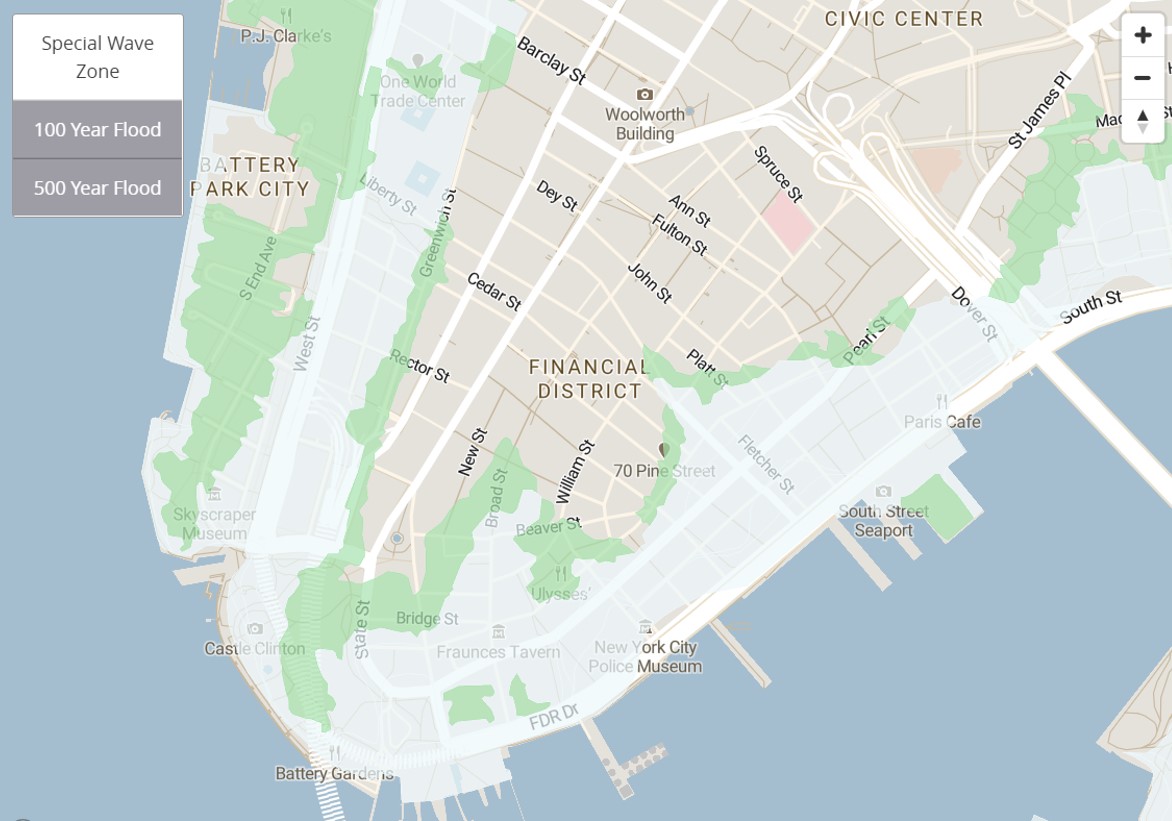 Special Wave
Zone
100 Year Flood
500 Year Flood
P.J. Clarke's
CIVIC CENTER
Barclay St
One World
Trade Center
Woolworth
Building
St James Pl
BATTERY
PARK CITY
Liberty St
Dey St
Ann St
Fulton St
Spruce St
Greenwich St
S End Ave
Cedar St
John St
West St
Rector St
FINANCIAL
DISTRICT
Platt St
Pearl St
Dover St
South St
Paris Cafe
New St
William St
70 Pine Street
Fletcher St
Broad St
Beaver St
Skyscraper
Museum
South Street
Seaport
Ulysses'
Bridge St
State St
Castle Clinton
Fraunces Tavern
New York City
Police Museum
FDR Dr
Battery Gardens